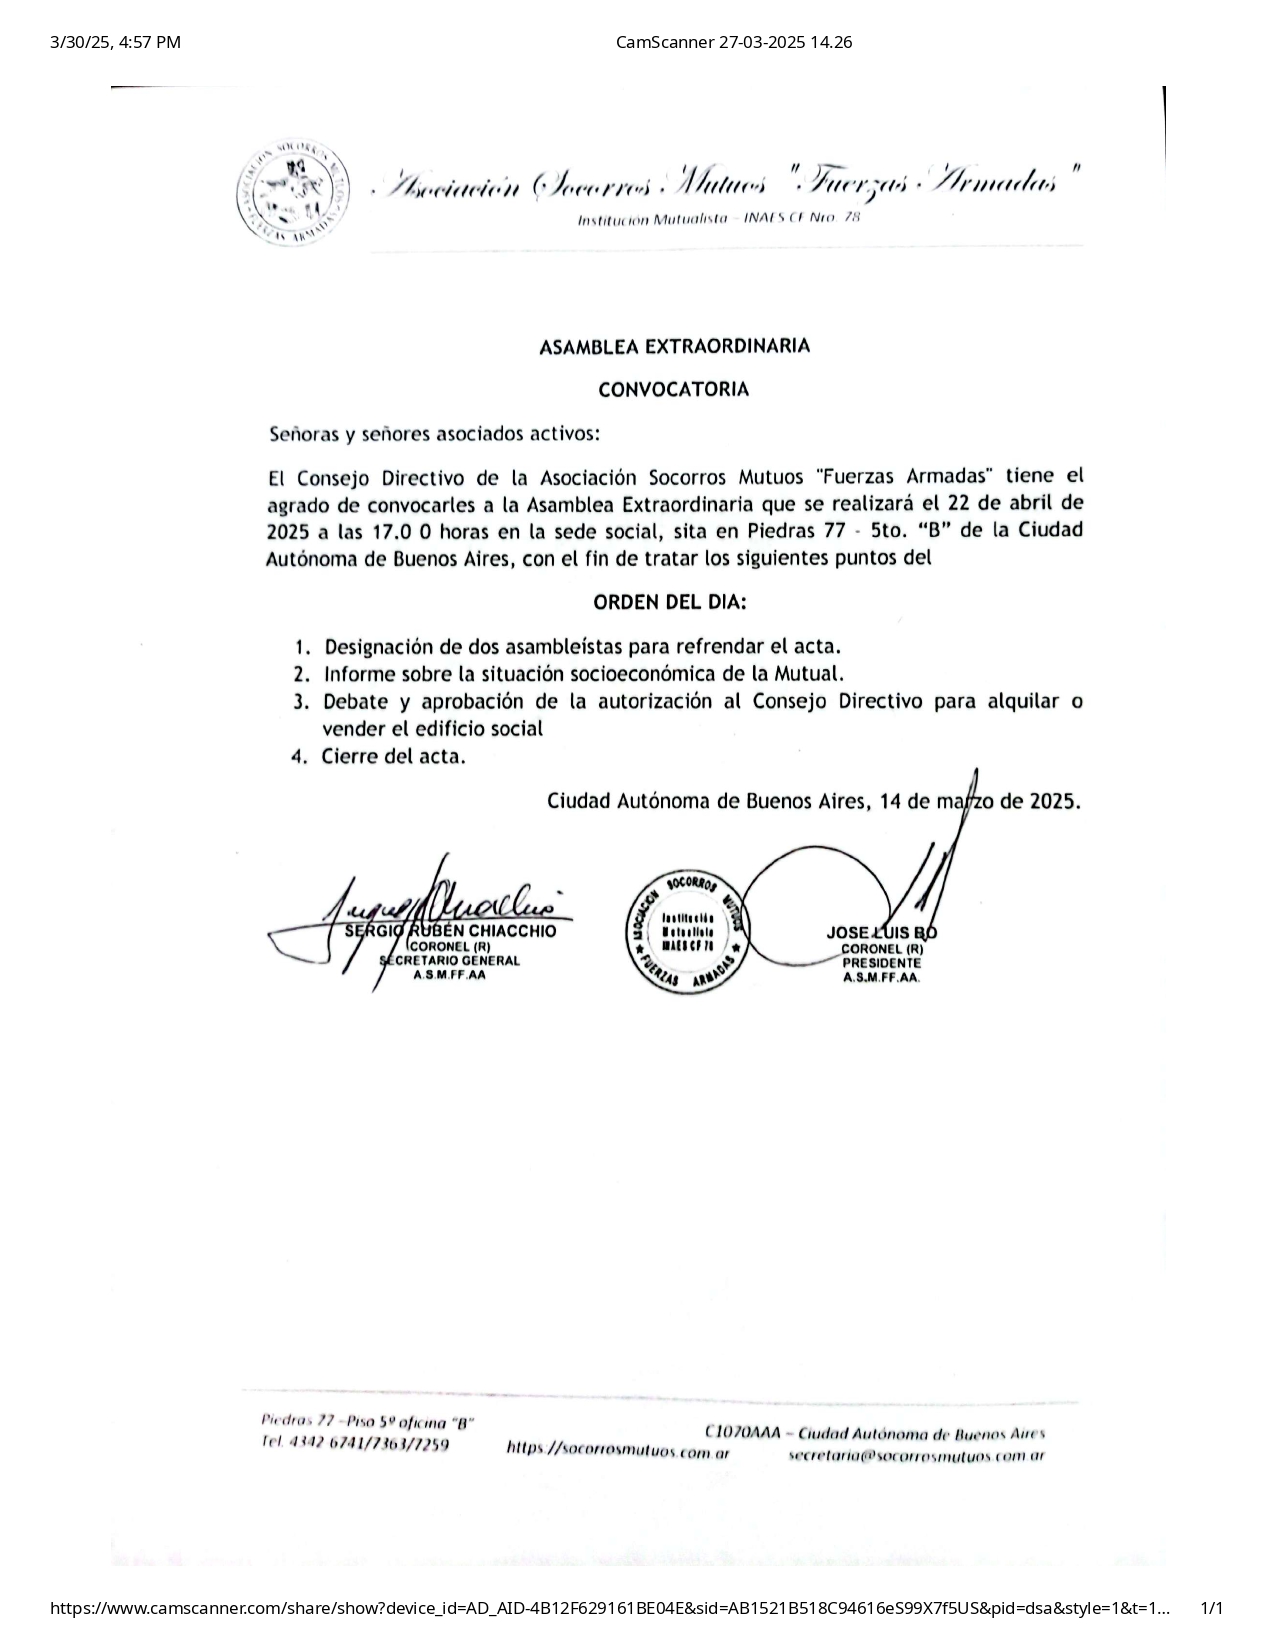 3/30/25, 4:57 PM
CamScanner 27-03-2025 14.26
ASOCIACIÓN SOCORROS MUTUOS FUERZAS ARMADAS
Asociación Socorros Mutuos "Fuerzas Armadas"
Institución Mutualista - INAES CF Nro. 78
ASAMBLEA EXTRAORDINARIA
CONVOCATORIA
Señoras y señores asociados activos:
El Consejo Directivo de la Asociación Socorros Mutuos "Fuerzas Armadas" tiene el
agrado de convocarles a la Asamblea Extraordinaria que se realizará el 22 de abril de
2025 a las 17.0 0 horas en la sede social, sita en Piedras 77 - 5to. “B” de la Ciudad
Autónoma de Buenos Aires, con el fin de tratar los siguientes puntos del
ORDEN DEL DIA:
1. Designación de dos asambleístas para refrendar el acta.
2. Informe sobre la situación socioeconómica de la Mutual.
3. Debate y aprobación de la autorización al Consejo Directivo para alquilar o
vender el edificio social
4. Cierre del acta.
Ciudad Autónoma de Buenos Aires, 14 de marzo de 2025.
SERGIO RUBÉN CHIACCHIO
CORONEL (R)
SECRETARIO GENERAL
A.S.M.FF.AA
ASOCIACION SOCORROS MUTUOS
Institución
Mutualista
INAES CF 78
★ FUERZAS ARMADAS ★
JOSE LUIS BO
CORONEL (R)
PRESIDENTE
A.S.M.FF.AA.
Piedras 77 -Piso 5º oficina "B"
C1070AAA - Ciudad Autónoma de Buenos Aires
Tel. 4342 6741/7363/7259
https://socorrosmutuos.com.ar
secretaria@socorrosmutuos.com.ar
https://www.camscanner.com/share/show?device_id=AD_AID-4B12F629161BE04E&sid=AB1521B518C94616eS99X7f5US&pid=dsa&style=1&t=1...
1/1